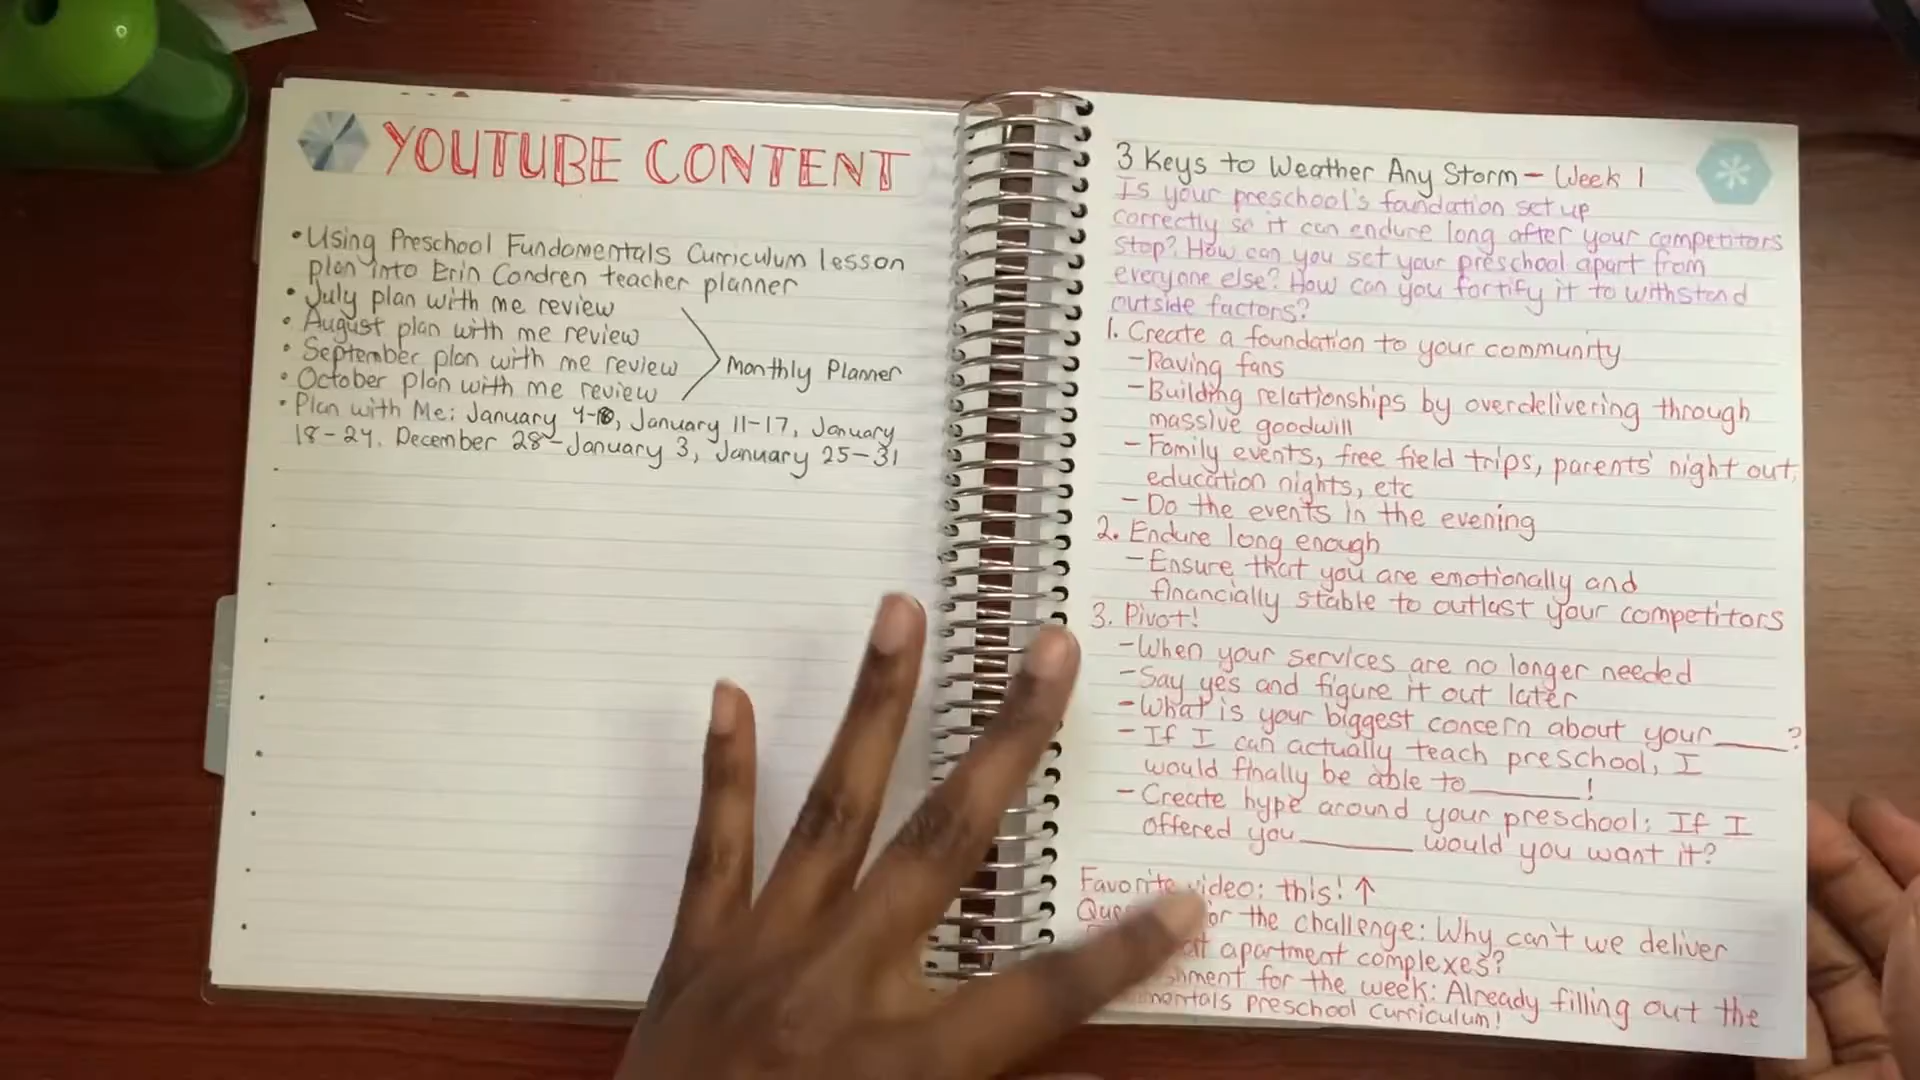 YOUTUBE CONTENT
• Using Preschool Fundamentals Curriculum lesson
plan into Erin Condren teacher planner
• July plan with me review
• August plan with me review
• September plan with me review
• October plan with me review
Monthly Planner
• Plan with Me: January 4-10, January 11-17, January
18-24, December 28-January 3, January 25-31
3 Keys to Weather Any Storm - Week 1
Is your preschool's foundation set up
correctly so it can endure long after your competitors
stop? How can you set your preschool apart from
everyone else? How can you fortify it to withstand
outside factors?
1. Create a foundation to your community
- Raving fans
- Building relationships by overdelivering through
massive goodwill
- Family events, free field trips, parents' night out,
education nights, etc
- Do the events in the evening
2. Endure long enough
- Ensure that you are emotionally and
financially stable to outlast your competitors
3. Pivot!
- When your services are no longer needed
- Say yes and figure it out later
- What is your biggest concern about your____?
- If I can actually teach preschool, I
would finally be able to______!
- Create hype around your preschool: If I
offered you______ would you want it?
Favorite video: this! ↑
for the challenge: Why can't we deliver
at apartment complexes?
for the week: Already filling out the
preschool curriculum!